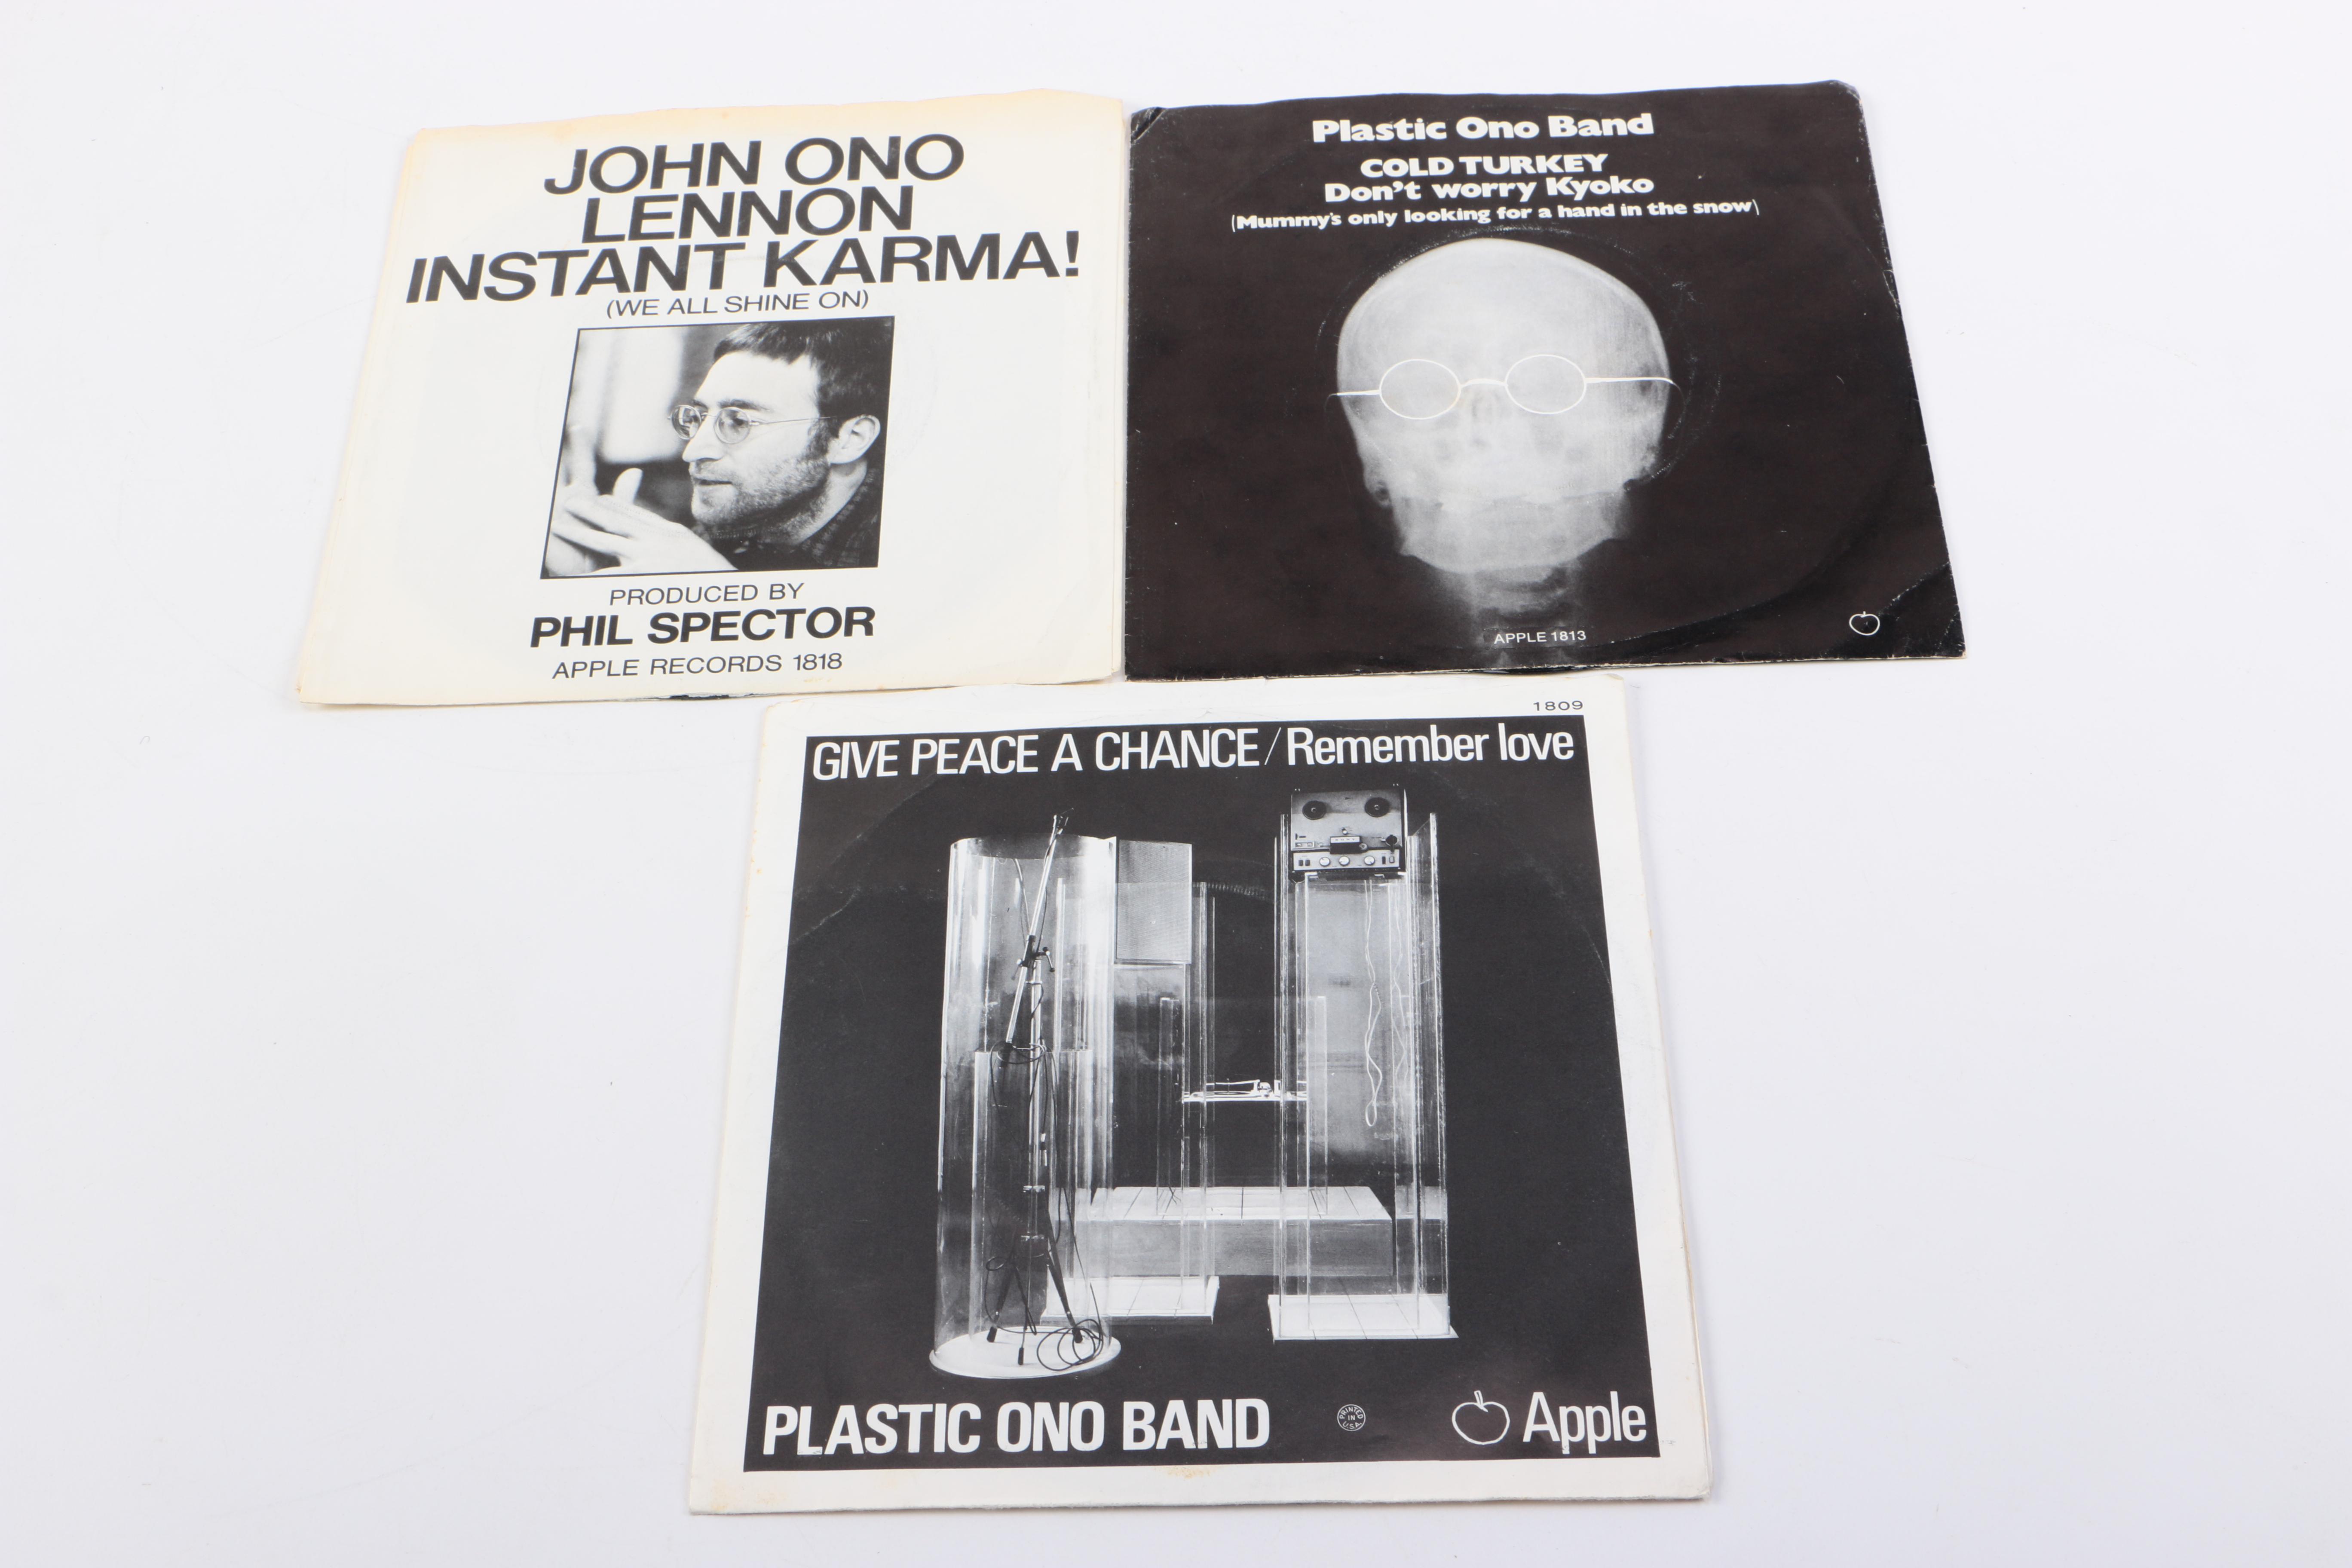 JOHN ONO
LENNON
INSTANT KARMA!
(WE ALL SHINE ON)
PRODUCED BY
PHIL SPECTOR
APPLE RECORDS 1818
Plastic Ono Band
COLD TURKEY
Don't worry Kyoko
(Mummy's only looking for a hand in the snow)
APPLE 1813
1809
GIVE PEACE A CHANCE/Remember love
PLASTIC ONO BAND
PRINTED
IN
U.S.A.
Apple